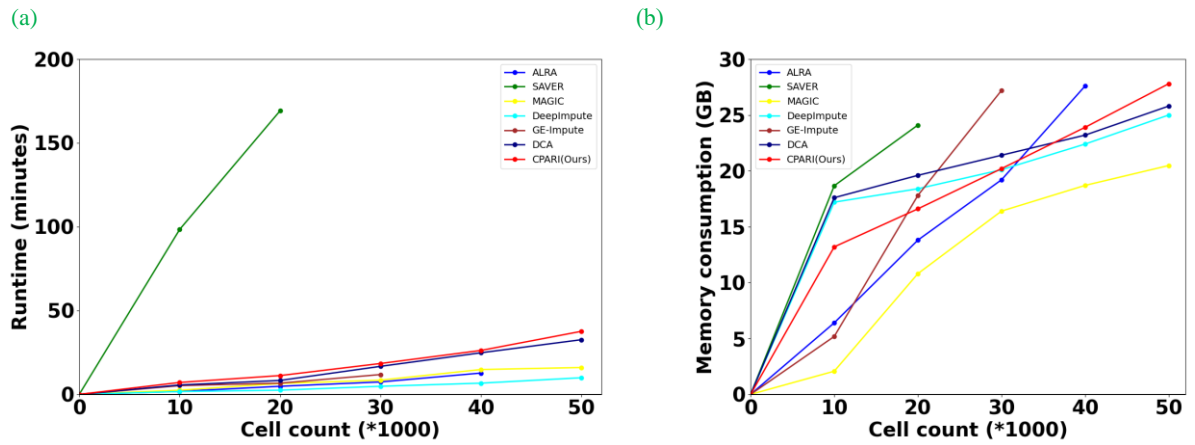 (a)
200
150
100
50
0
Runtime (minutes)
0 10 20 30 40 50
Cell count (*1000)
ALRA
SAVER
MAGIC
DeepImpute
GE-Impute
DCA
CPARI(Ours)
(b)
30
25
20
15
10
5
0
Memory consumption (GB)
0 10 20 30 40 50
Cell count (*1000)
ALRA
SAVER
MAGIC
DeepImpute
GE-Impute
DCA
CPARI(Ours)